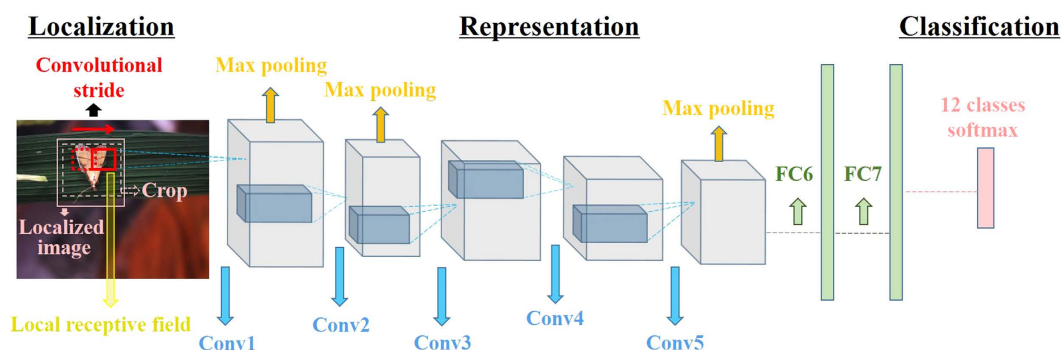 Localization
Representation
Classification
Convolutional
stride
Max pooling
Max pooling
Max pooling
12 classes
softmax
FC6
FC7
Crop
Localized
image
Local receptive field
Conv1
Conv2
Conv3
Conv4
Conv5